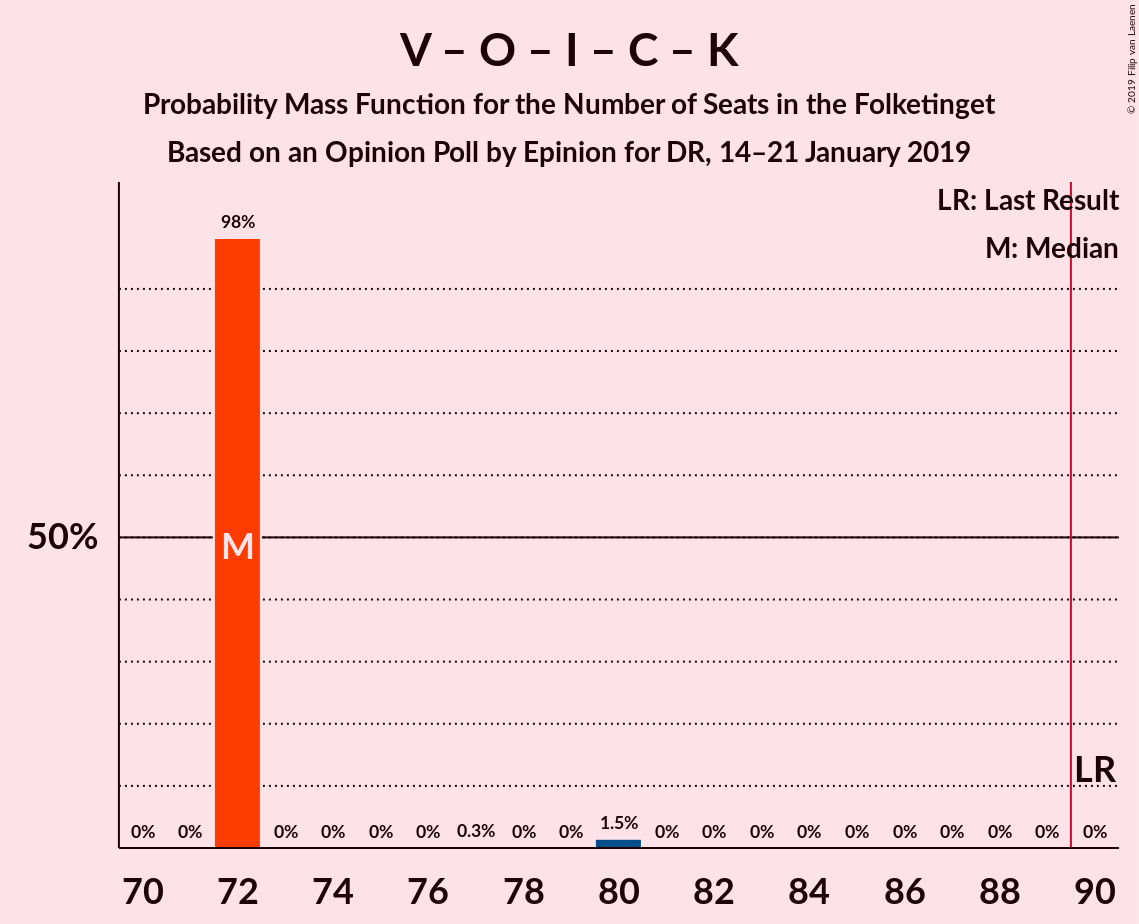 V – O – I – C – K
Probability Mass Function for the Number of Seats in the Folketinget
Based on an Opinion Poll by Epinion for DR, 14–21 January 2019
© 2019 Filip van Laenen
LR: Last Result
M: Median
98%
50%
M
LR
0% 0% 0% 0% 0% 0% 0.3% 0% 0% 1.5% 0% 0% 0% 0% 0% 0% 0% 0% 0% 0%
70 72 74 76 78 80 82 84 86 88 90